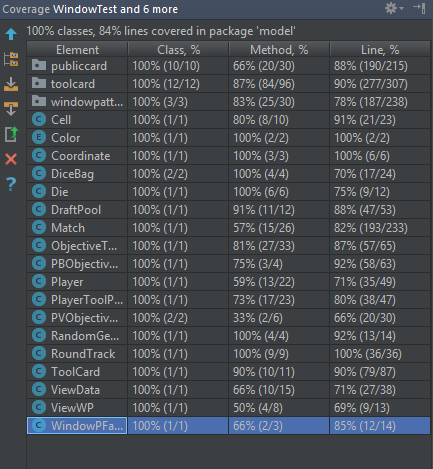 Coverage WindowTest and 6 more
100% classes, 84% lines covered in package 'model'
Element Class, % Method, % Line, %
publiccard 100% (10/10) 66% (20/30) 88% (190/215)
toolcard 100% (12/12) 87% (84/96) 90% (277/307)
windowpatt... 100% (3/3) 83% (25/30) 78% (187/238)
Cell 100% (1/1) 80% (8/10) 91% (21/23)
Color 100% (1/1) 100% (2/2) 100% (2/2)
Coordinate 100% (1/1) 100% (3/3) 100% (6/6)
DiceBag 100% (2/2) 100% (4/4) 70% (17/24)
Die 100% (1/1) 100% (6/6) 75% (9/12)
DraftPool 100% (1/1) 91% (11/12) 88% (47/53)
Match 100% (1/1) 57% (15/26) 82% (193/233)
ObjectiveT... 100% (1/1) 81% (27/33) 87% (57/65)
PBObjectiv... 100% (1/1) 75% (3/4) 92% (58/63)
Player 100% (1/1) 59% (13/22) 71% (35/49)
PlayerToolP... 100% (1/1) 73% (17/23) 80% (38/47)
PVObjectiv... 100% (2/2) 33% (2/6) 66% (20/30)
RandomGe... 100% (1/1) 100% (4/4) 92% (13/14)
RoundTrack 100% (1/1) 100% (9/9) 100% (36/36)
ToolCard 100% (1/1) 90% (10/11) 90% (79/87)
ViewData 100% (1/1) 66% (10/15) 71% (27/38)
ViewWP 100% (1/1) 50% (4/8) 69% (9/13)
WindowPFa... 100% (1/1) 66% (2/3) 85% (12/14)